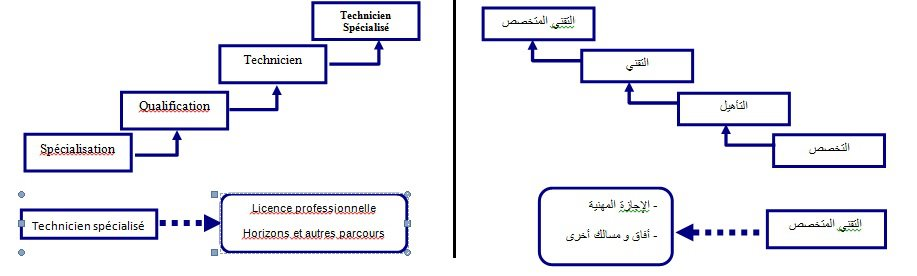 Technicien
Spécialisé
Technicien
Qualification
Spécialisation
Technicien spécialisé
Licence professionnelle
Horizons et autres parcours
التقني المتخصص
التقني
التأهيل
التخصص
- الإجازة المهنية
- أفاق و مسالك أخرى
التقني المتخصص